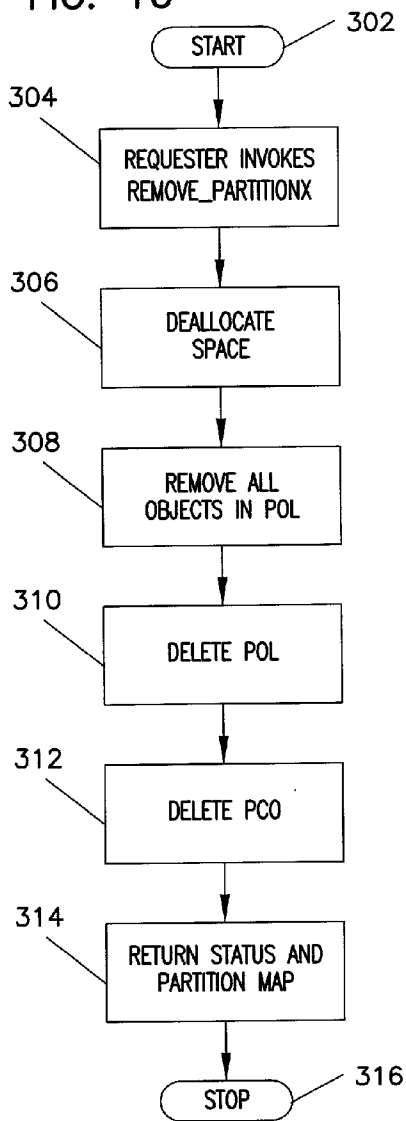 FIG.
START
302
304
REQUESTER INVOKES
REMOVE_PARTITIONX
306
DEALLOCATE
SPACE
308
REMOVE ALL
OBJECTS IN POL
310
DELETE POL
312
DELETE PCO
314
RETURN STATUS AND
PARTITION MAP
STOP
316